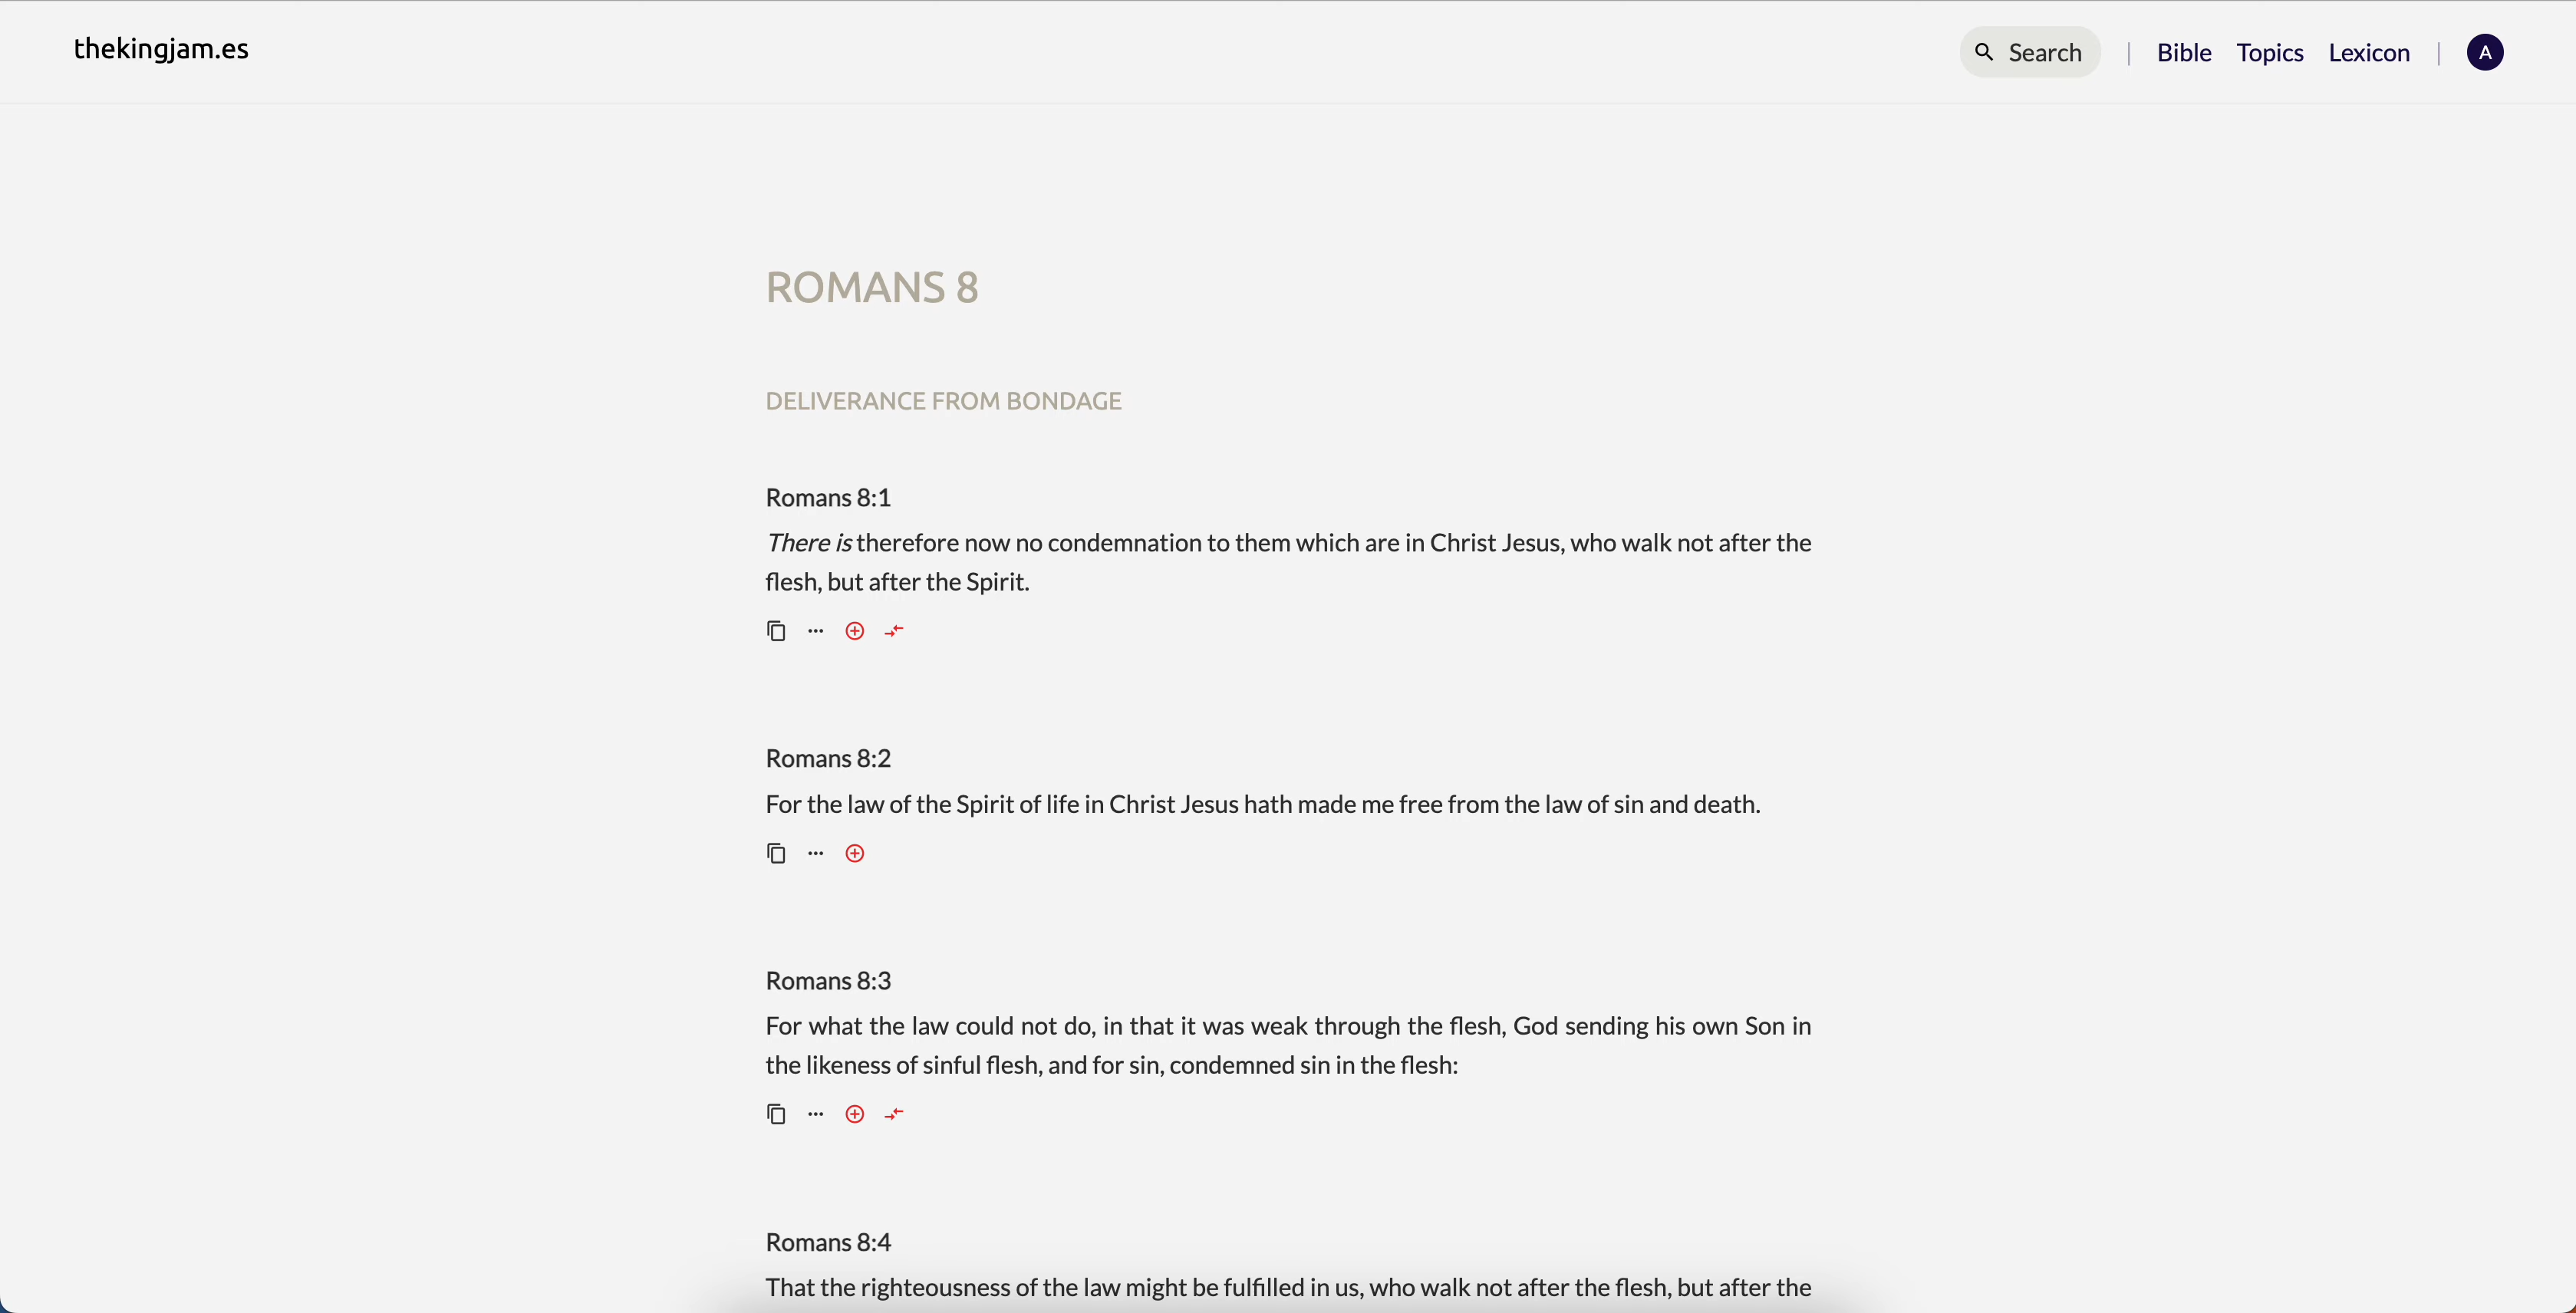 thekingjam.es
Search | Bible Topics Lexicon | A
ROMANS 8
DELIVERANCE FROM BONDAGE
Romans 8:1
There is therefore now no condemnation to them which are in Christ Jesus, who walk not after the
flesh, but after the Spirit.
Romans 8:2
For the law of the Spirit of life in Christ Jesus hath made me free from the law of sin and death.
Romans 8:3
For what the law could not do, in that it was weak through the flesh, God sending his own Son in
the likeness of sinful flesh, and for sin, condemned sin in the flesh:
Romans 8:4
That the righteousness of the law might be fulfilled in us, who walk not after the flesh, but after the